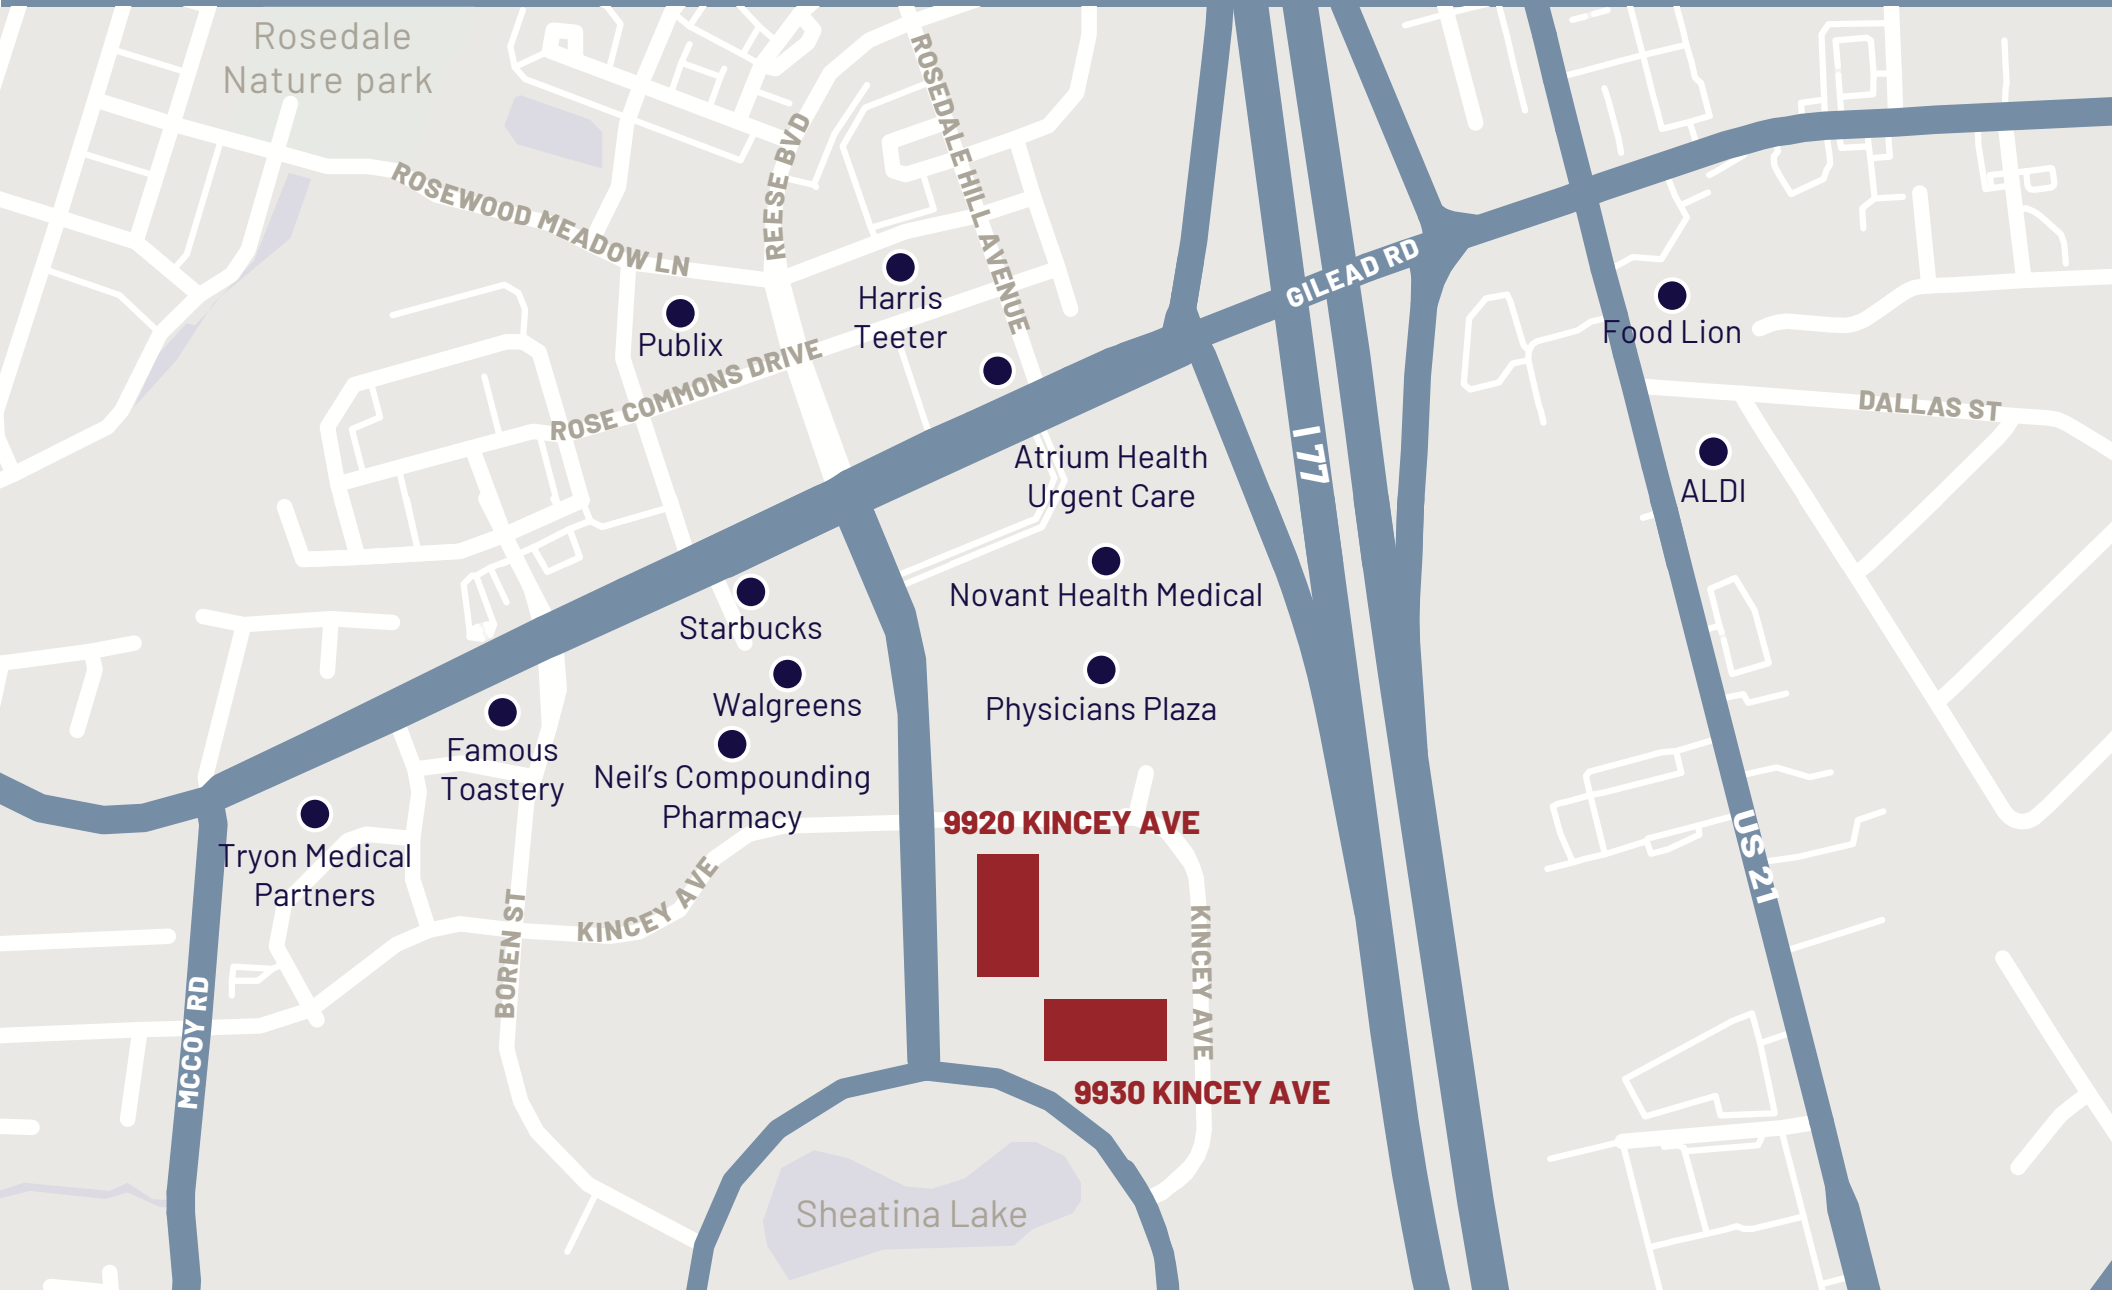 Rosedale
Nature park
ROSEWOOD MEADOW LN
REESE BVD
ROSEDALE HILL AVENUE
Harris
Teeter
Publix
ROSE COMMONS DRIVE
GILEAD RD
Food Lion
DALLAS ST
I 77
Atrium Health
Urgent Care
ALDI
Novant Health Medical
Starbucks
Walgreens
Physicians Plaza
Famous
Toastery
Neil's Compounding
Pharmacy
9920 KINCEY AVE
Tryon Medical
Partners
US 21
KINCEY AVE
BOREN ST
KINCEY AVE
MCCOY RD
9930 KINCEY AVE
Sheatina Lake